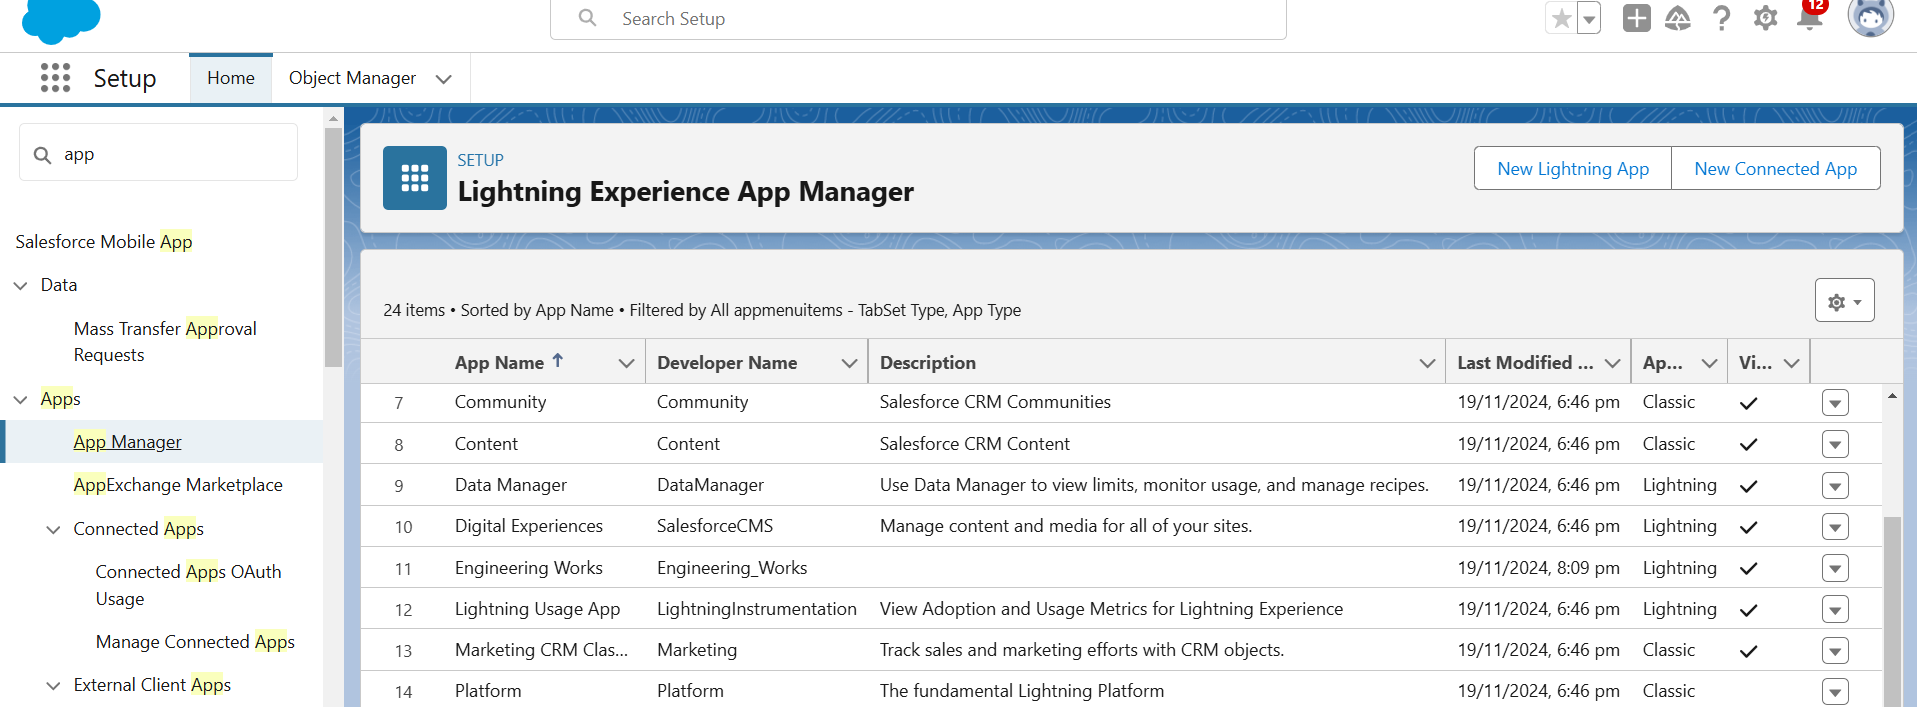 Search Setup
12
Setup
Home
Object Manager
app
Salesforce Mobile App
Data
Mass Transfer Approval
Requests
Apps
App Manager
AppExchange Marketplace
Connected Apps
Connected Apps OAuth
Usage
Manage Connected Apps
External Client Apps
SETUP
Lightning Experience App Manager
New Lightning App
New Connected App
24 items • Sorted by App Name • Filtered by All appmenuitems - TabSet Type, App Type
App Name Developer Name Description Last Modified ... Ap... Vi...
7 Community Community Salesforce CRM Communities 19/11/2024, 6:46 pm Classic
8 Content Content Salesforce CRM Content 19/11/2024, 6:46 pm Classic
9 Data Manager DataManager Use Data Manager to view limits, monitor usage, and manage recipes. 19/11/2024, 6:46 pm Lightning
10 Digital Experiences SalesforceCMS Manage content and media for all of your sites. 19/11/2024, 6:46 pm Lightning
11 Engineering Works Engineering_Works 19/11/2024, 8:09 pm Lightning
12 Lightning Usage App LightningInstrumentation View Adoption and Usage Metrics for Lightning Experience 19/11/2024, 6:46 pm Lightning
13 Marketing CRM Clas... Marketing Track sales and marketing efforts with CRM objects. 19/11/2024, 6:46 pm Classic
14 Platform Platform The fundamental Lightning Platform 19/11/2024, 6:46 pm Classic